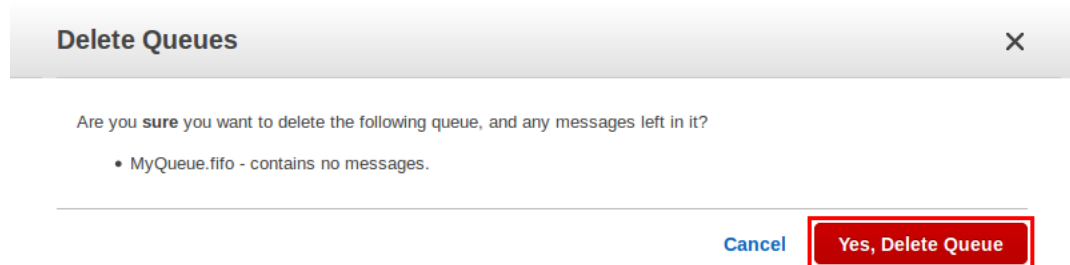 Delete Queues
Are you sure you want to delete the following queue, and any messages left in it?
• MyQueue.fifo - contains no messages.
Cancel Yes, Delete Queue